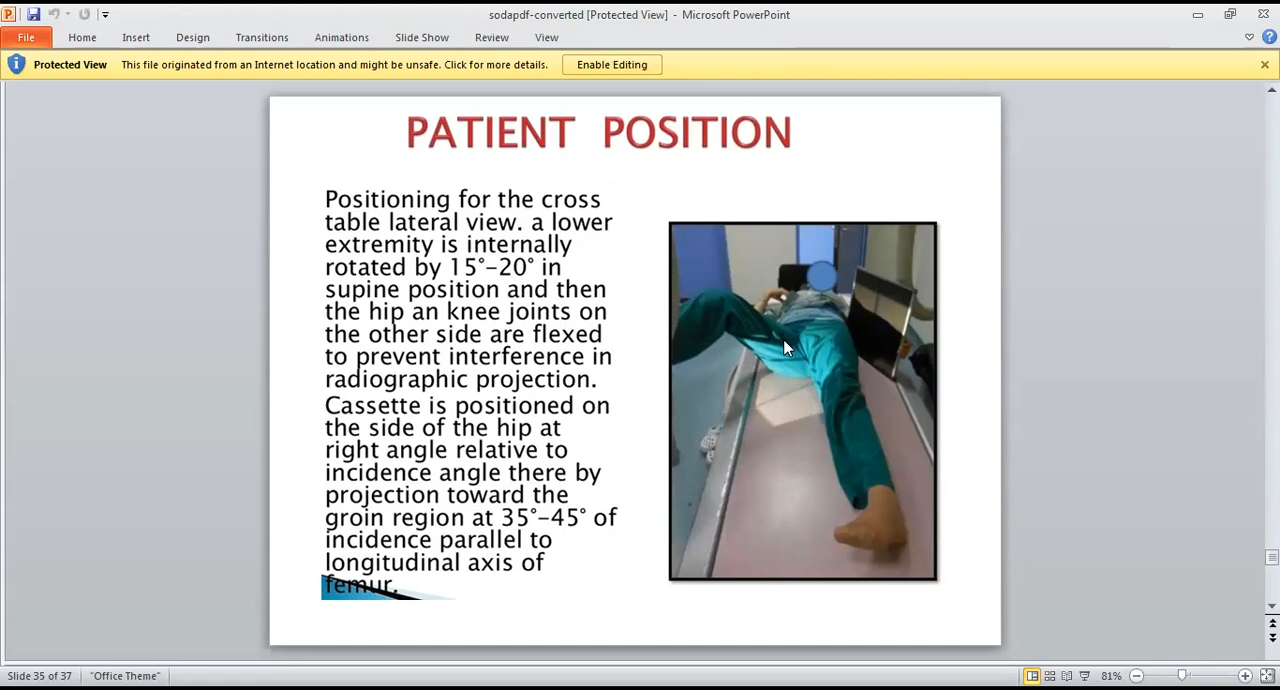 sodapdf-converted [Protected View] - Microsoft PowerPoint
File Home Insert Design Transitions Animations Slide Show Review View
Protected View This file originated from an Internet location and might be unsafe. Click for more details. Enable Editing
PATIENT POSITION
Positioning for the cross
table lateral view. a lower
extremity is internally
rotated by 15°-20° in
supine position and then
the hip an knee joints on
the other side are flexed
to prevent interference in
radiographic projection.
Cassette is positioned on
the side of the hip at
right angle relative to
incidence angle there by
projection toward the
groin region at 35°-45° of
incidence parallel to
longitudinal axis of
femur.
Slide 35 of 37 "Office Theme" 81%